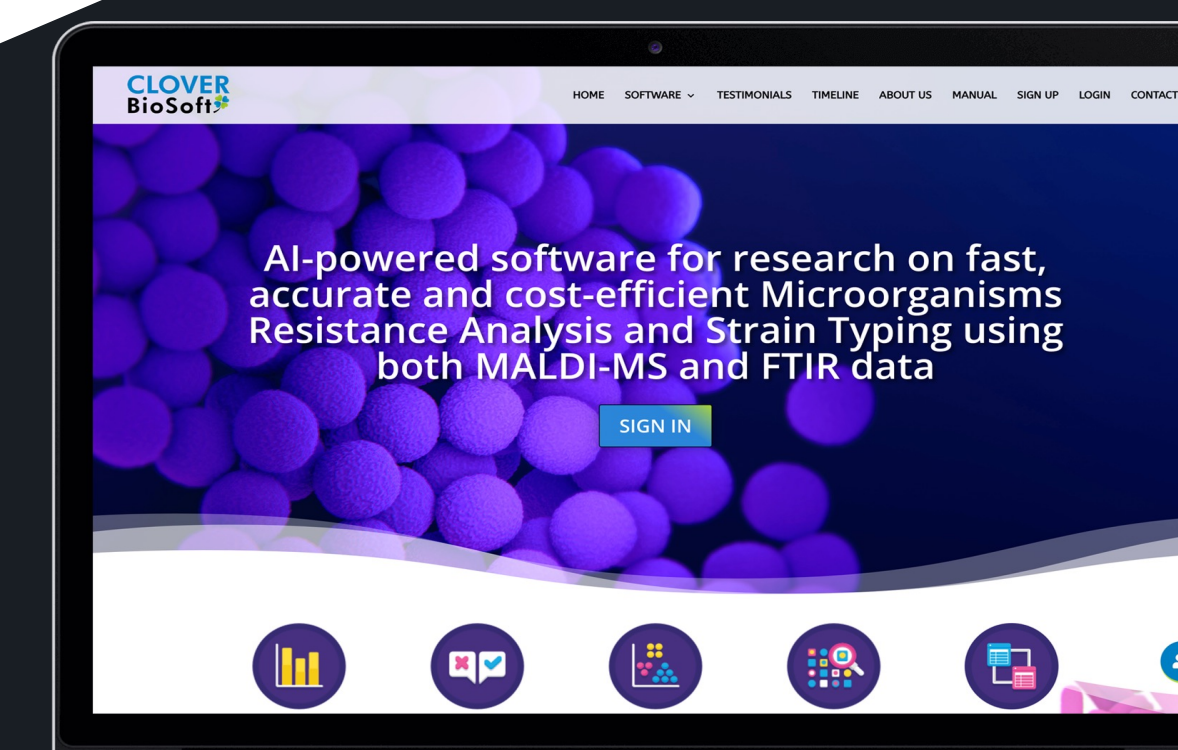 CLOVER
BioSoft
HOME SOFTWARE TESTIMONIALS TIMELINE ABOUT US MANUAL SIGN UP LOGIN CONTACT
AI-powered software for research on fast,
accurate and cost-efficient Microorganisms
Resistance Analysis and Strain Typing using
both MALDI-MS and FTIR data
SIGN IN